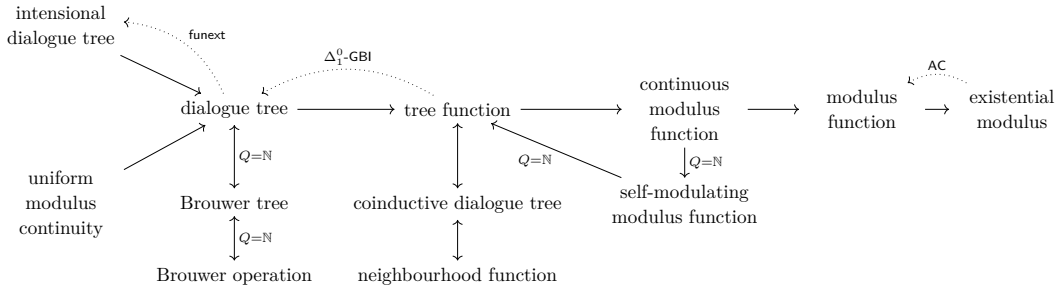 intensional
dialogue tree
funext
dialogue tree
Δ⁰₁-GBI
tree function
continuous
modulus
function
modulus
function
AC
existential
modulus
uniform
modulus
continuity
Q=ℕ
Brouwer tree
Q=ℕ
Brouwer operation
coinductive dialogue tree
neighbourhood function
Q=ℕ
Q=ℕ
self-modulating
modulus function